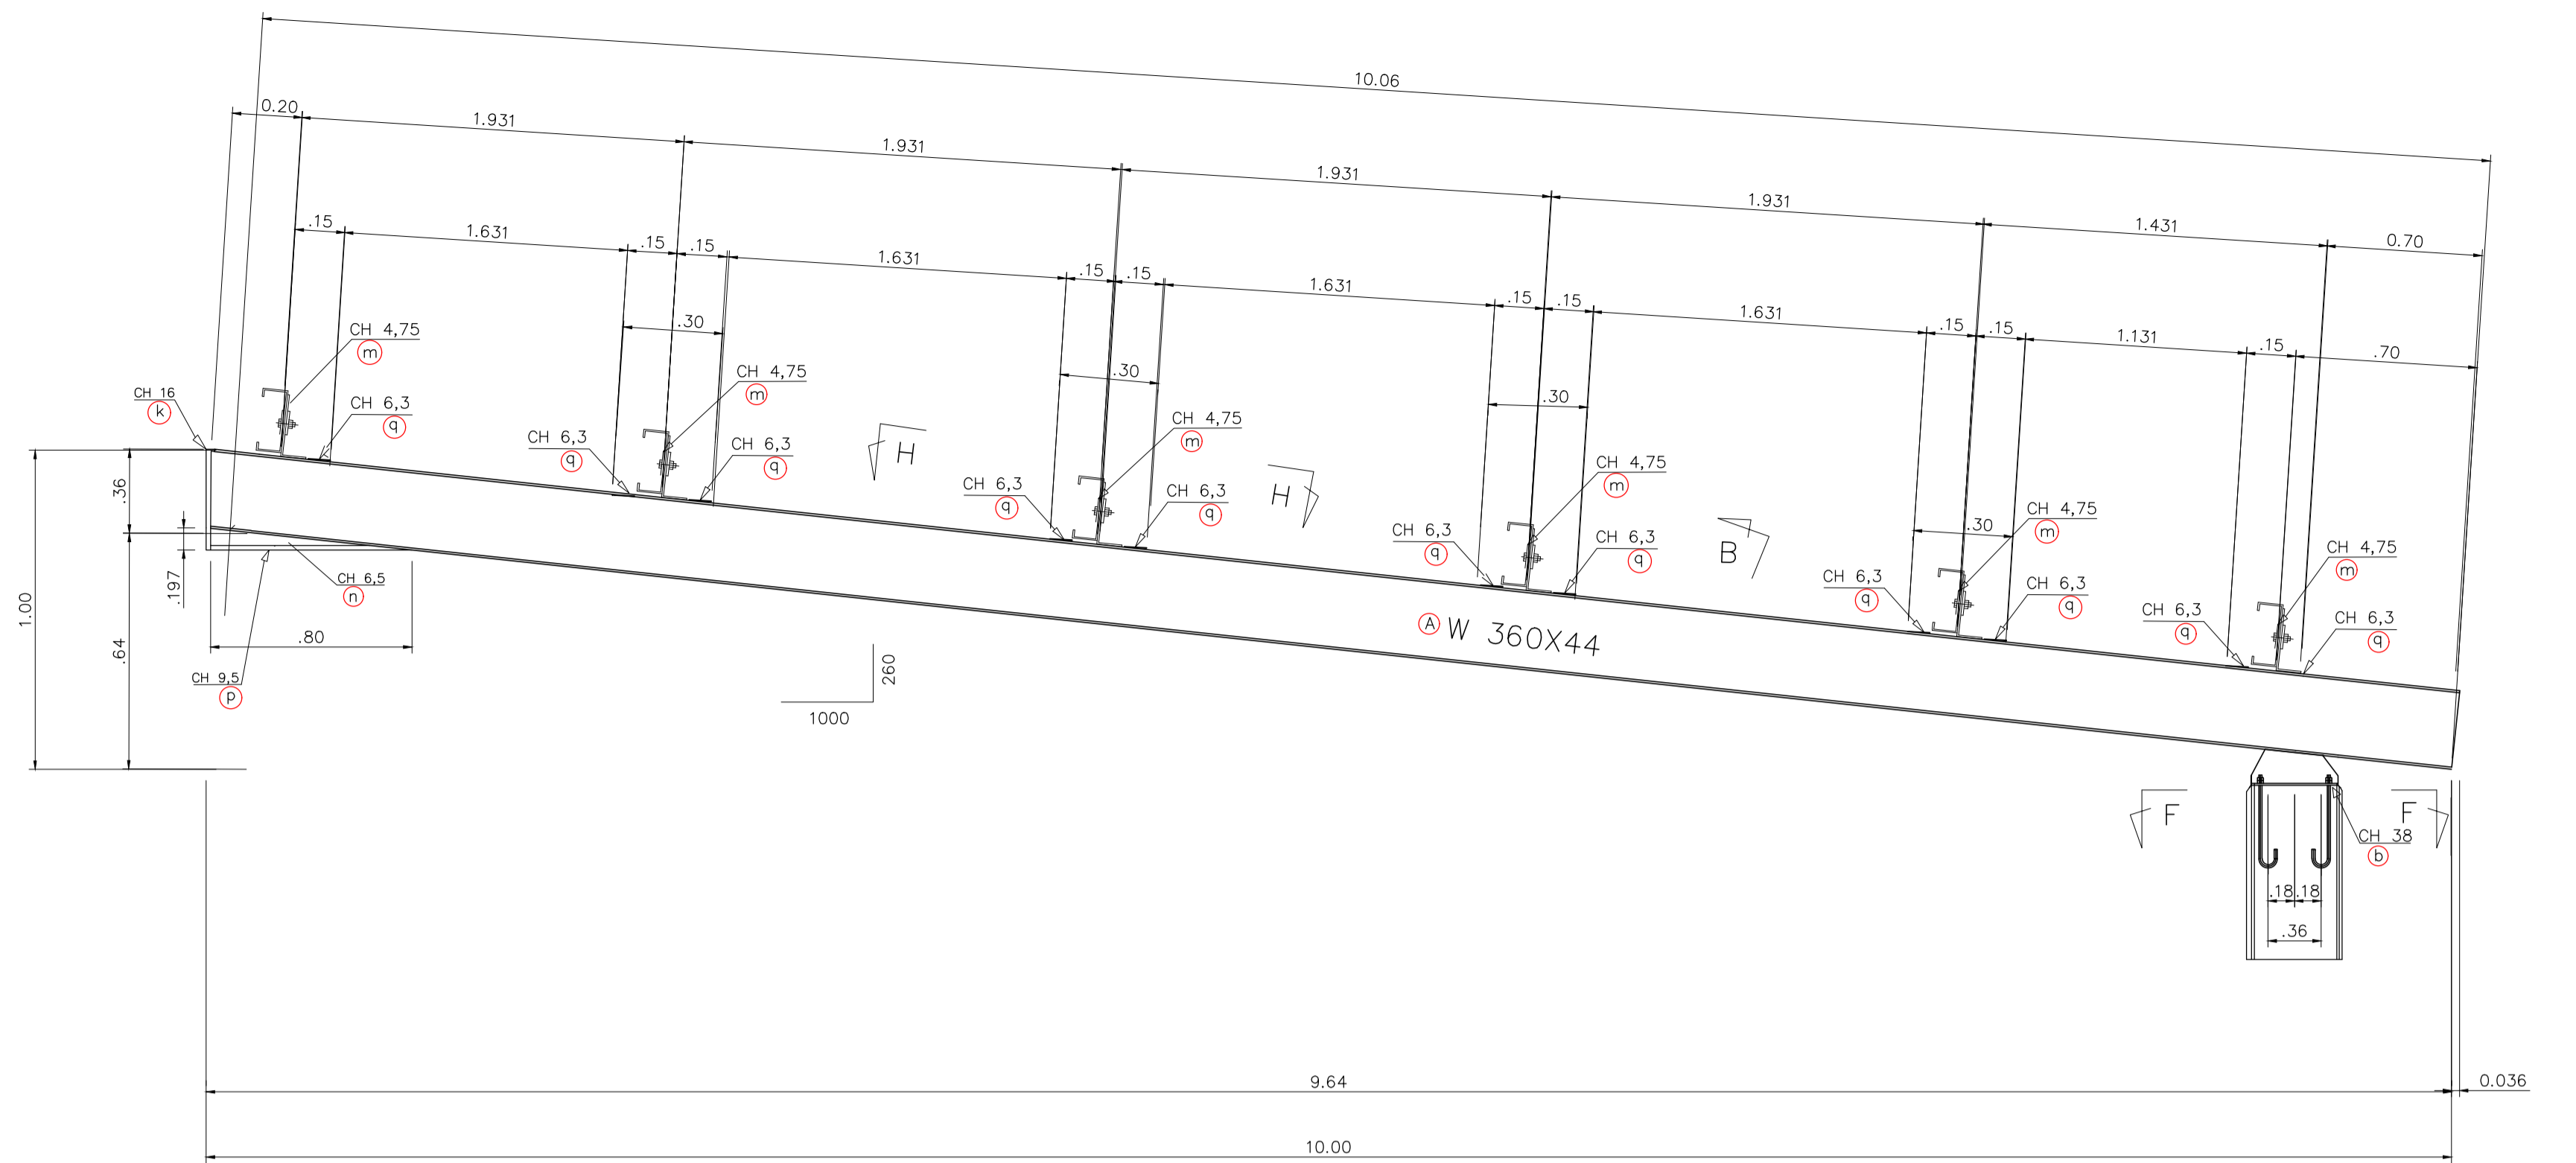 10.06
0.20
1.931
1.931
1.931
1.931
1.431
0.70
.15
1.631
.15
.15
1.631
.15
.15
1.631
.15
.15
1.631
.15
.15
1.131
.15
.70
.30
.30
.30
.30
CH 4,75
m
CH 4,75
m
CH 4,75
m
CH 4,75
m
CH 4,75
m
CH 4,75
m
CH 16
k
CH 6,3
q
CH 6,3
q
CH 6,3
q
CH 6,3
q
CH 6,3
q
CH 6,3
q
CH 6,3
q
CH 6,3
q
CH 6,3
q
CH 6,3
q
CH 6,3
q
H
H
B
.36
1.00
.197
.64
CH 6,5
n
.80
CH 9,5
p
A W 360X44
260
1000
F
F
CH 38
b
.18 .18
.36
9.64
0.036
10.00